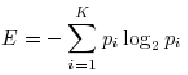 $E = -\sum_{i=1}^{K} p_i \log_2 p_i$